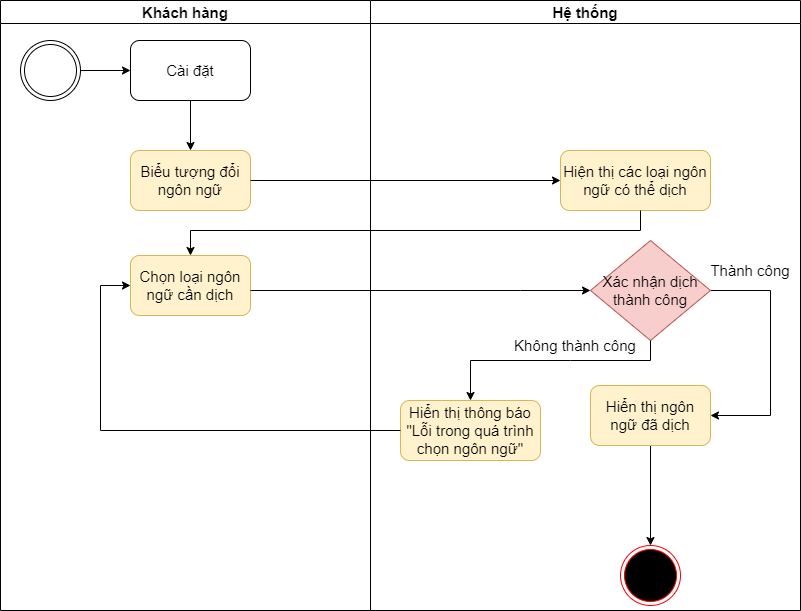 Khách hàng
Hệ thống
Cài đặt
Biểu tượng đổi
ngôn ngữ
Hiện thị các loại ngôn
ngữ có thể dịch
Chọn loại ngôn
ngữ cần dịch
Xác nhận dịch
thành công
Thành công
Không thành công
Hiển thị thông báo
"Lỗi trong quá trình
chọn ngôn ngữ"
Hiển thị ngôn
ngữ đã dịch